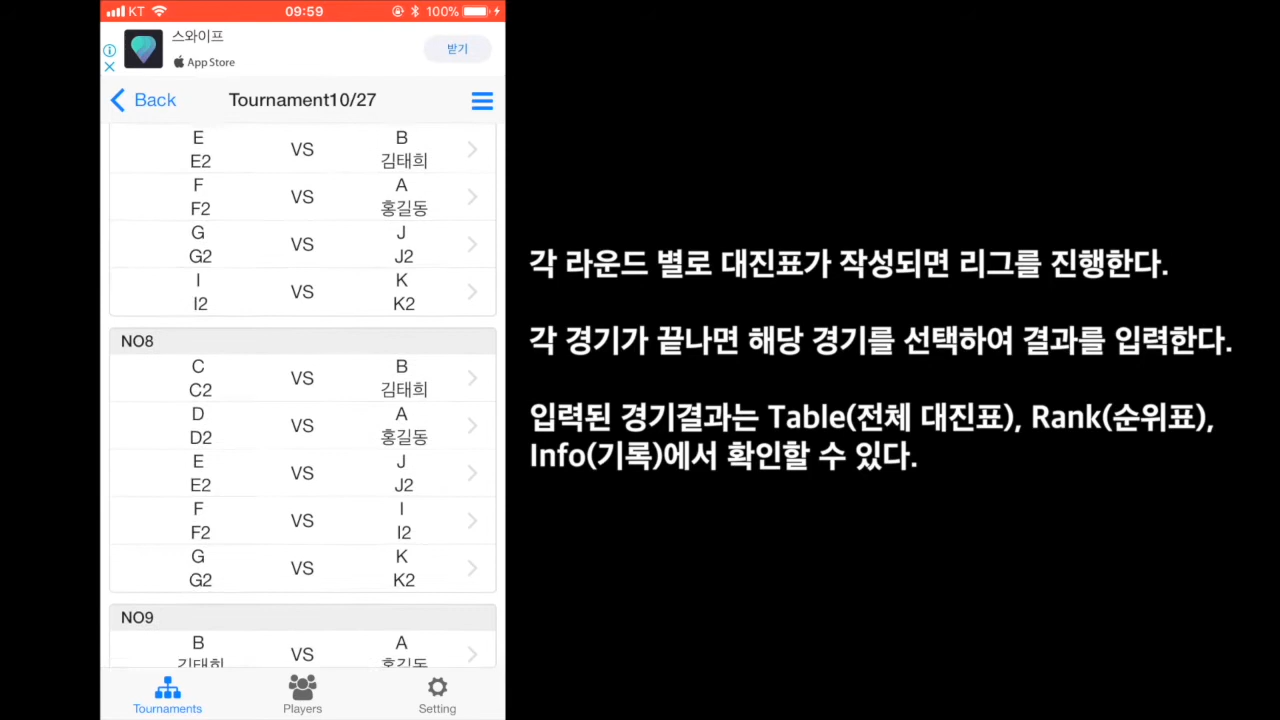 KT 09:59 100%
스와이프
App Store
받기
Back Tournament10/27
E VS B
E2 김태희
F VS A
F2 홍길동
G VS J
G2 J2
I VS K
I2 K2
NO8
C VS B
C2 김태희
D VS A
D2 홍길동
E VS J
E2 J2
F VS I
F2 I2
G VS K
G2 K2
NO9
B VS A
김태희 홍길동
Tournaments Players Setting
각 라운드 별로 대진표가 작성되면 리그를 진행한다.
각 경기가 끝나면 해당 경기를 선택하여 결과를 입력한다.
입력된 경기결과는 Table(전체 대진표), Rank(순위표),
Info(기록)에서 확인할 수 있다.